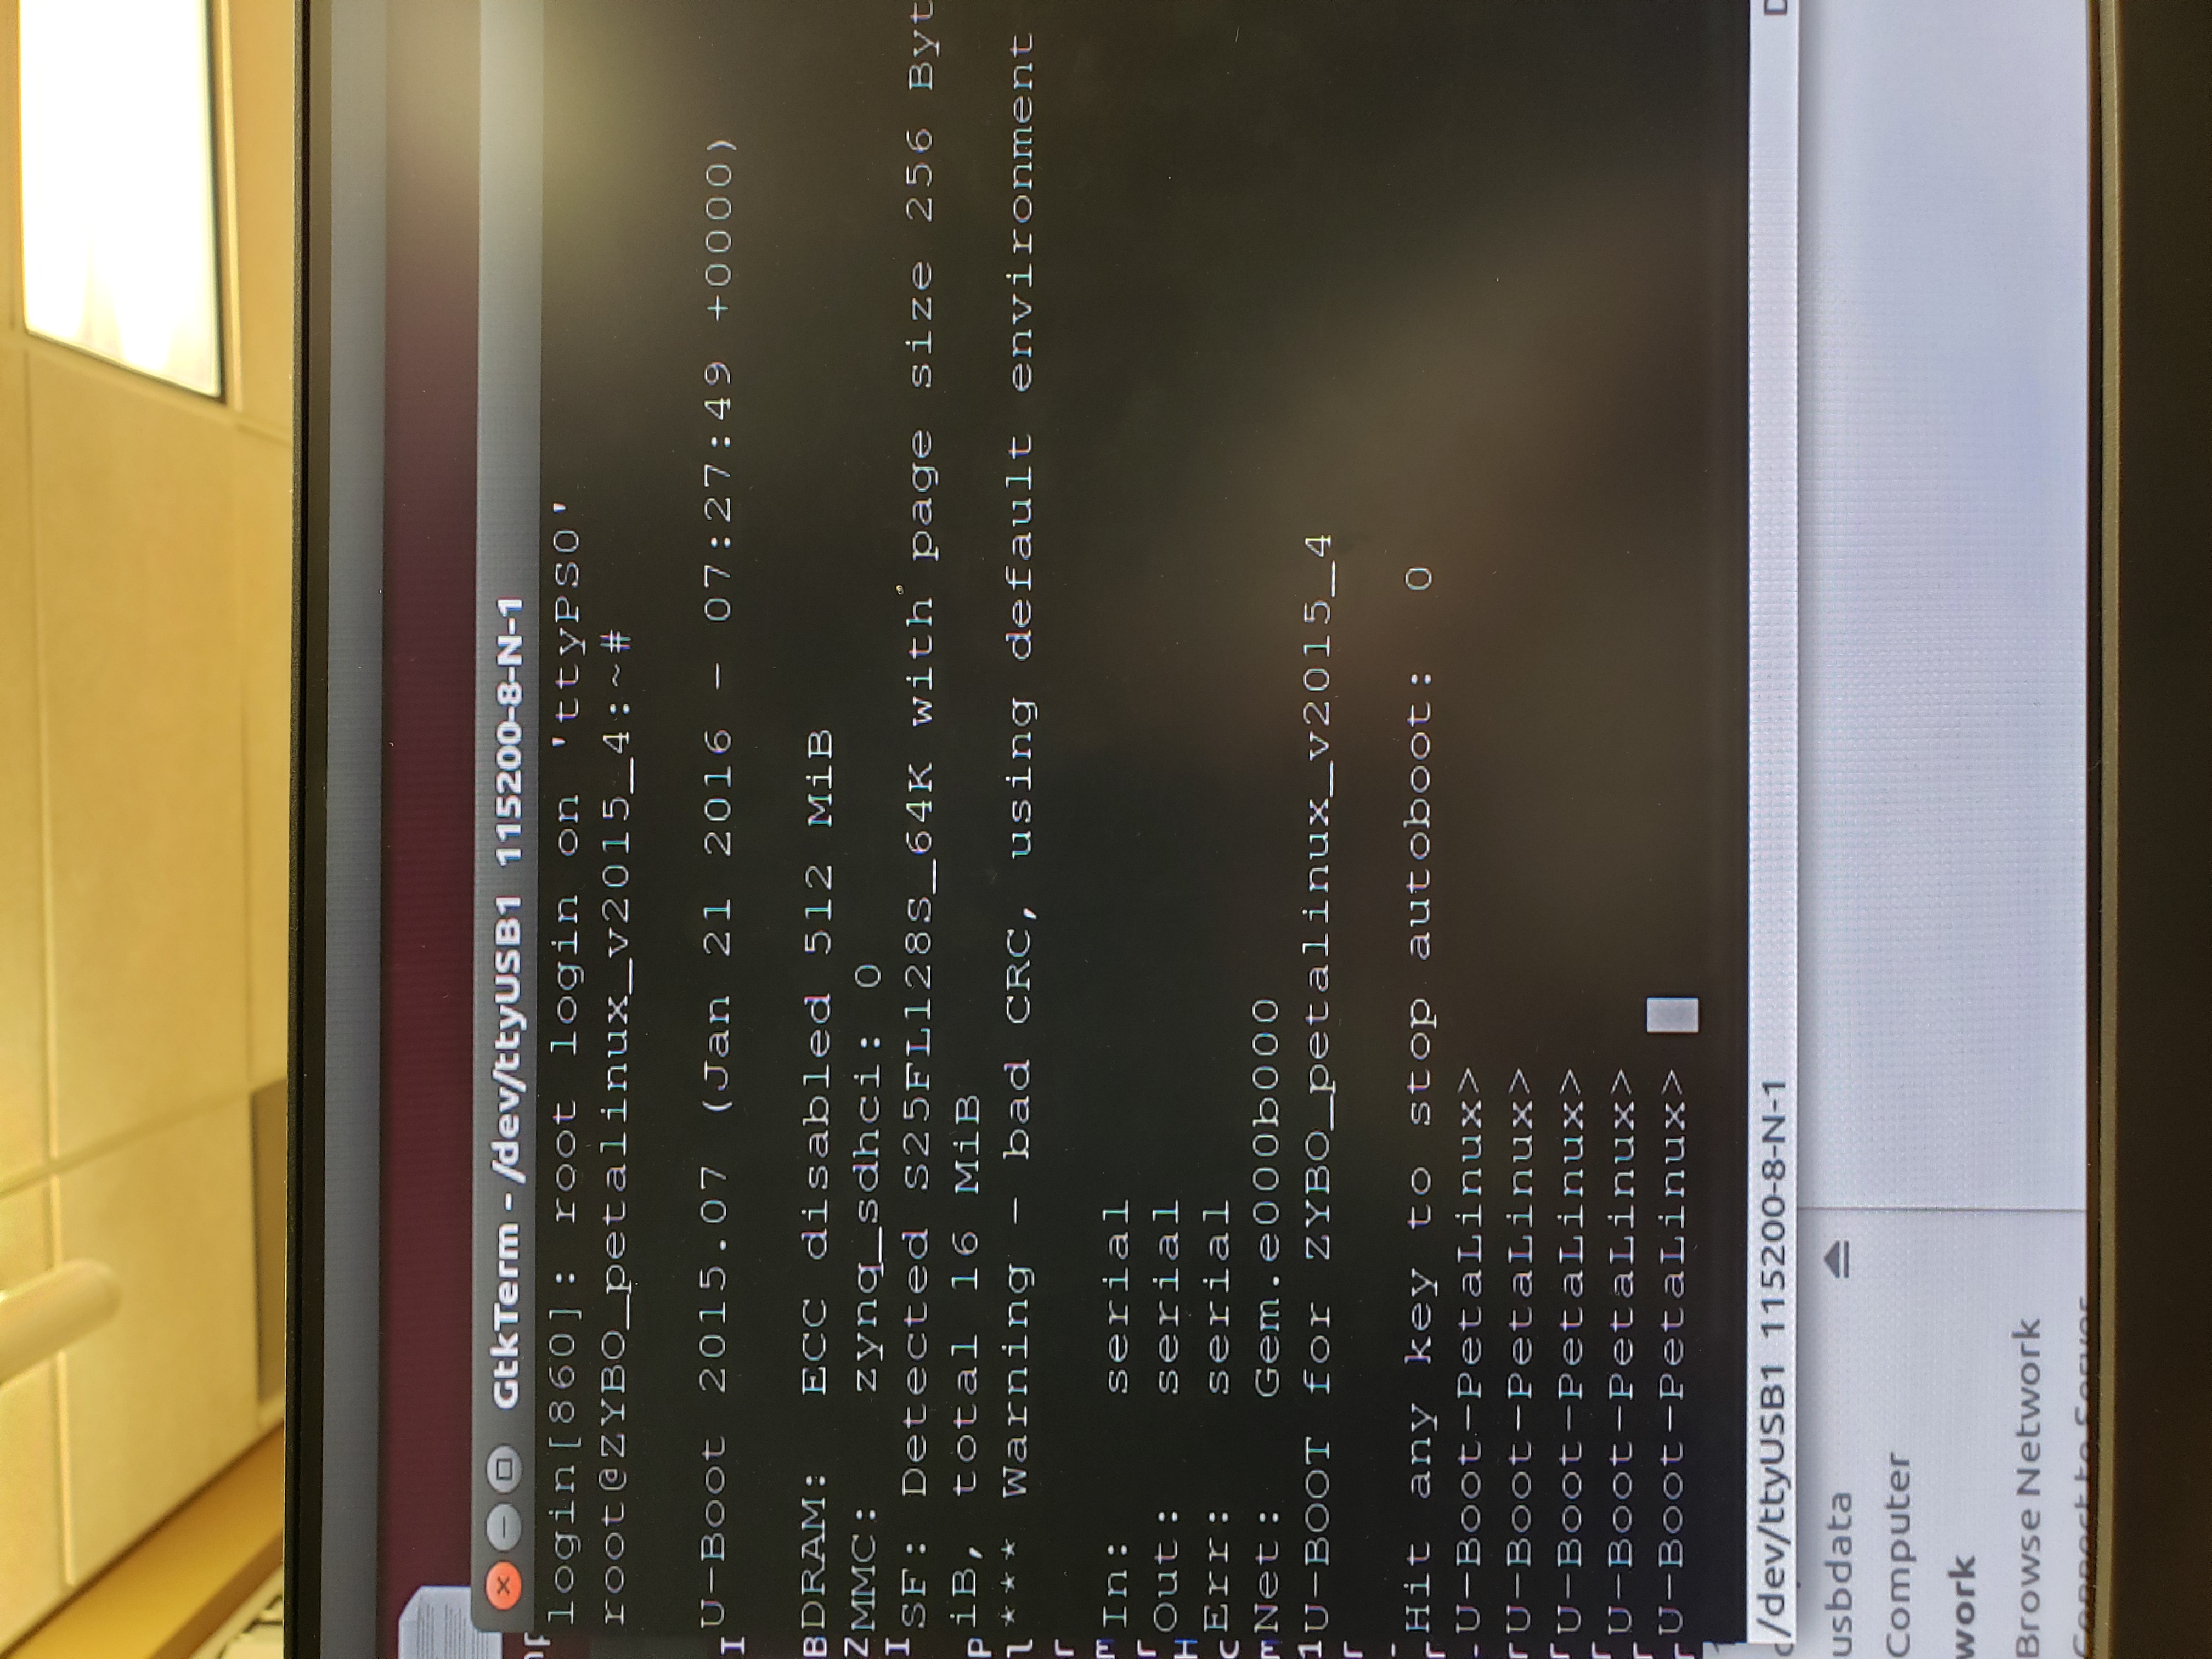 GtkTerm - /dev/ttyUSB1 115200-8-N-1
login[860]: root login on 'ttyPS0'
root@ZYBO_petalinux_v2015_4:~#
U-Boot 2015.07 (Jan 21 2016 - 07:27:49 +0000)
DRAM: ECC disabled 512 MiB
MMC: zynq_sdhci: 0
SF: Detected S25FL128S_64K with page size 256 Byt
iB, total 16 MiB
*** Warning - bad CRC, using default environment
In: serial
Out: serial
Err: serial
Net: Gem.e000b000
U-BOOT for ZYBO_petalinux_v2015_4
Hit any key to stop autoboot: 0
U-Boot-PetaLinux>
U-Boot-PetaLinux>
U-Boot-PetaLinux>
U-Boot-PetaLinux>
U-Boot-PetaLinux>
/dev/ttyUSB1 115200-8-N-1
usbdata
Computer
work
Browse Network
Connect to Server